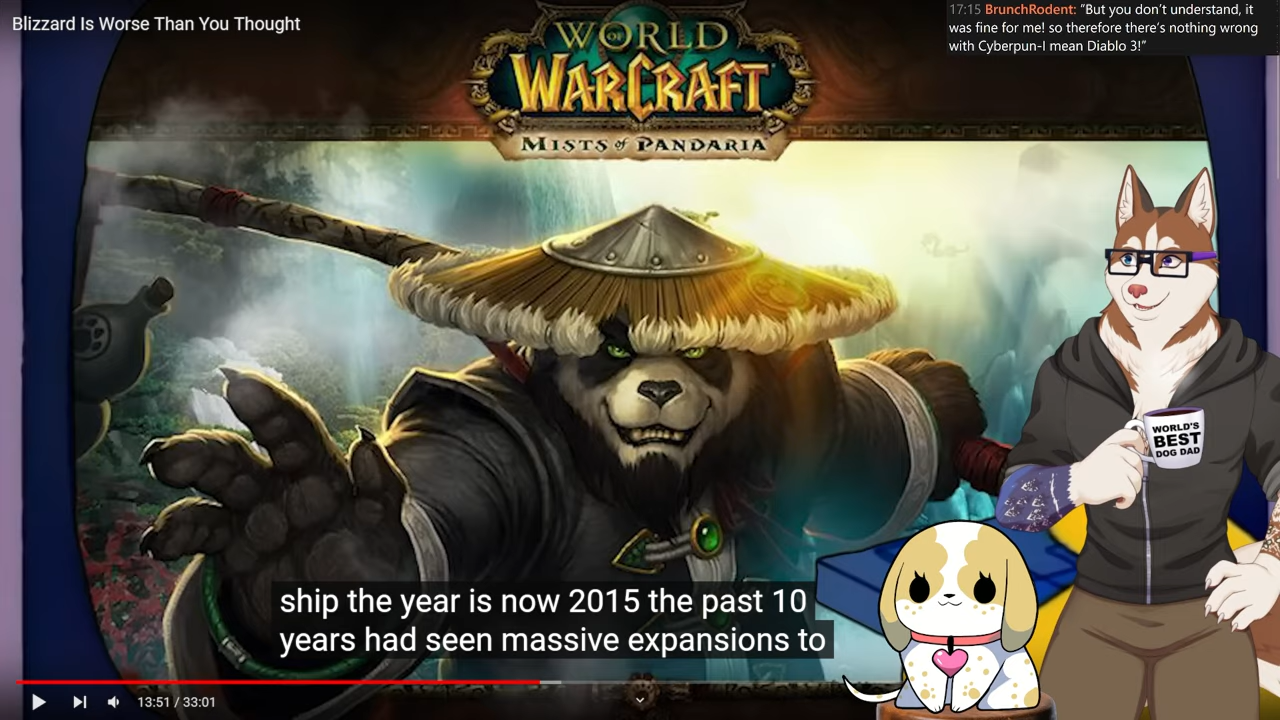 Blizzard Is Worse Than You Thought
17:15 BrunchRodent: “But you don’t understand, it
was fine for me! so therefore there’s nothing wrong
with Cyberpun-I mean Diablo 3!”
WORLD
OF
WARCRAFT
MISTS of PANDARIA
WORLD'S
BEST
DOG DAD
ship the year is now 2015 the past 10
years had seen massive expansions to
13:51 / 33:01